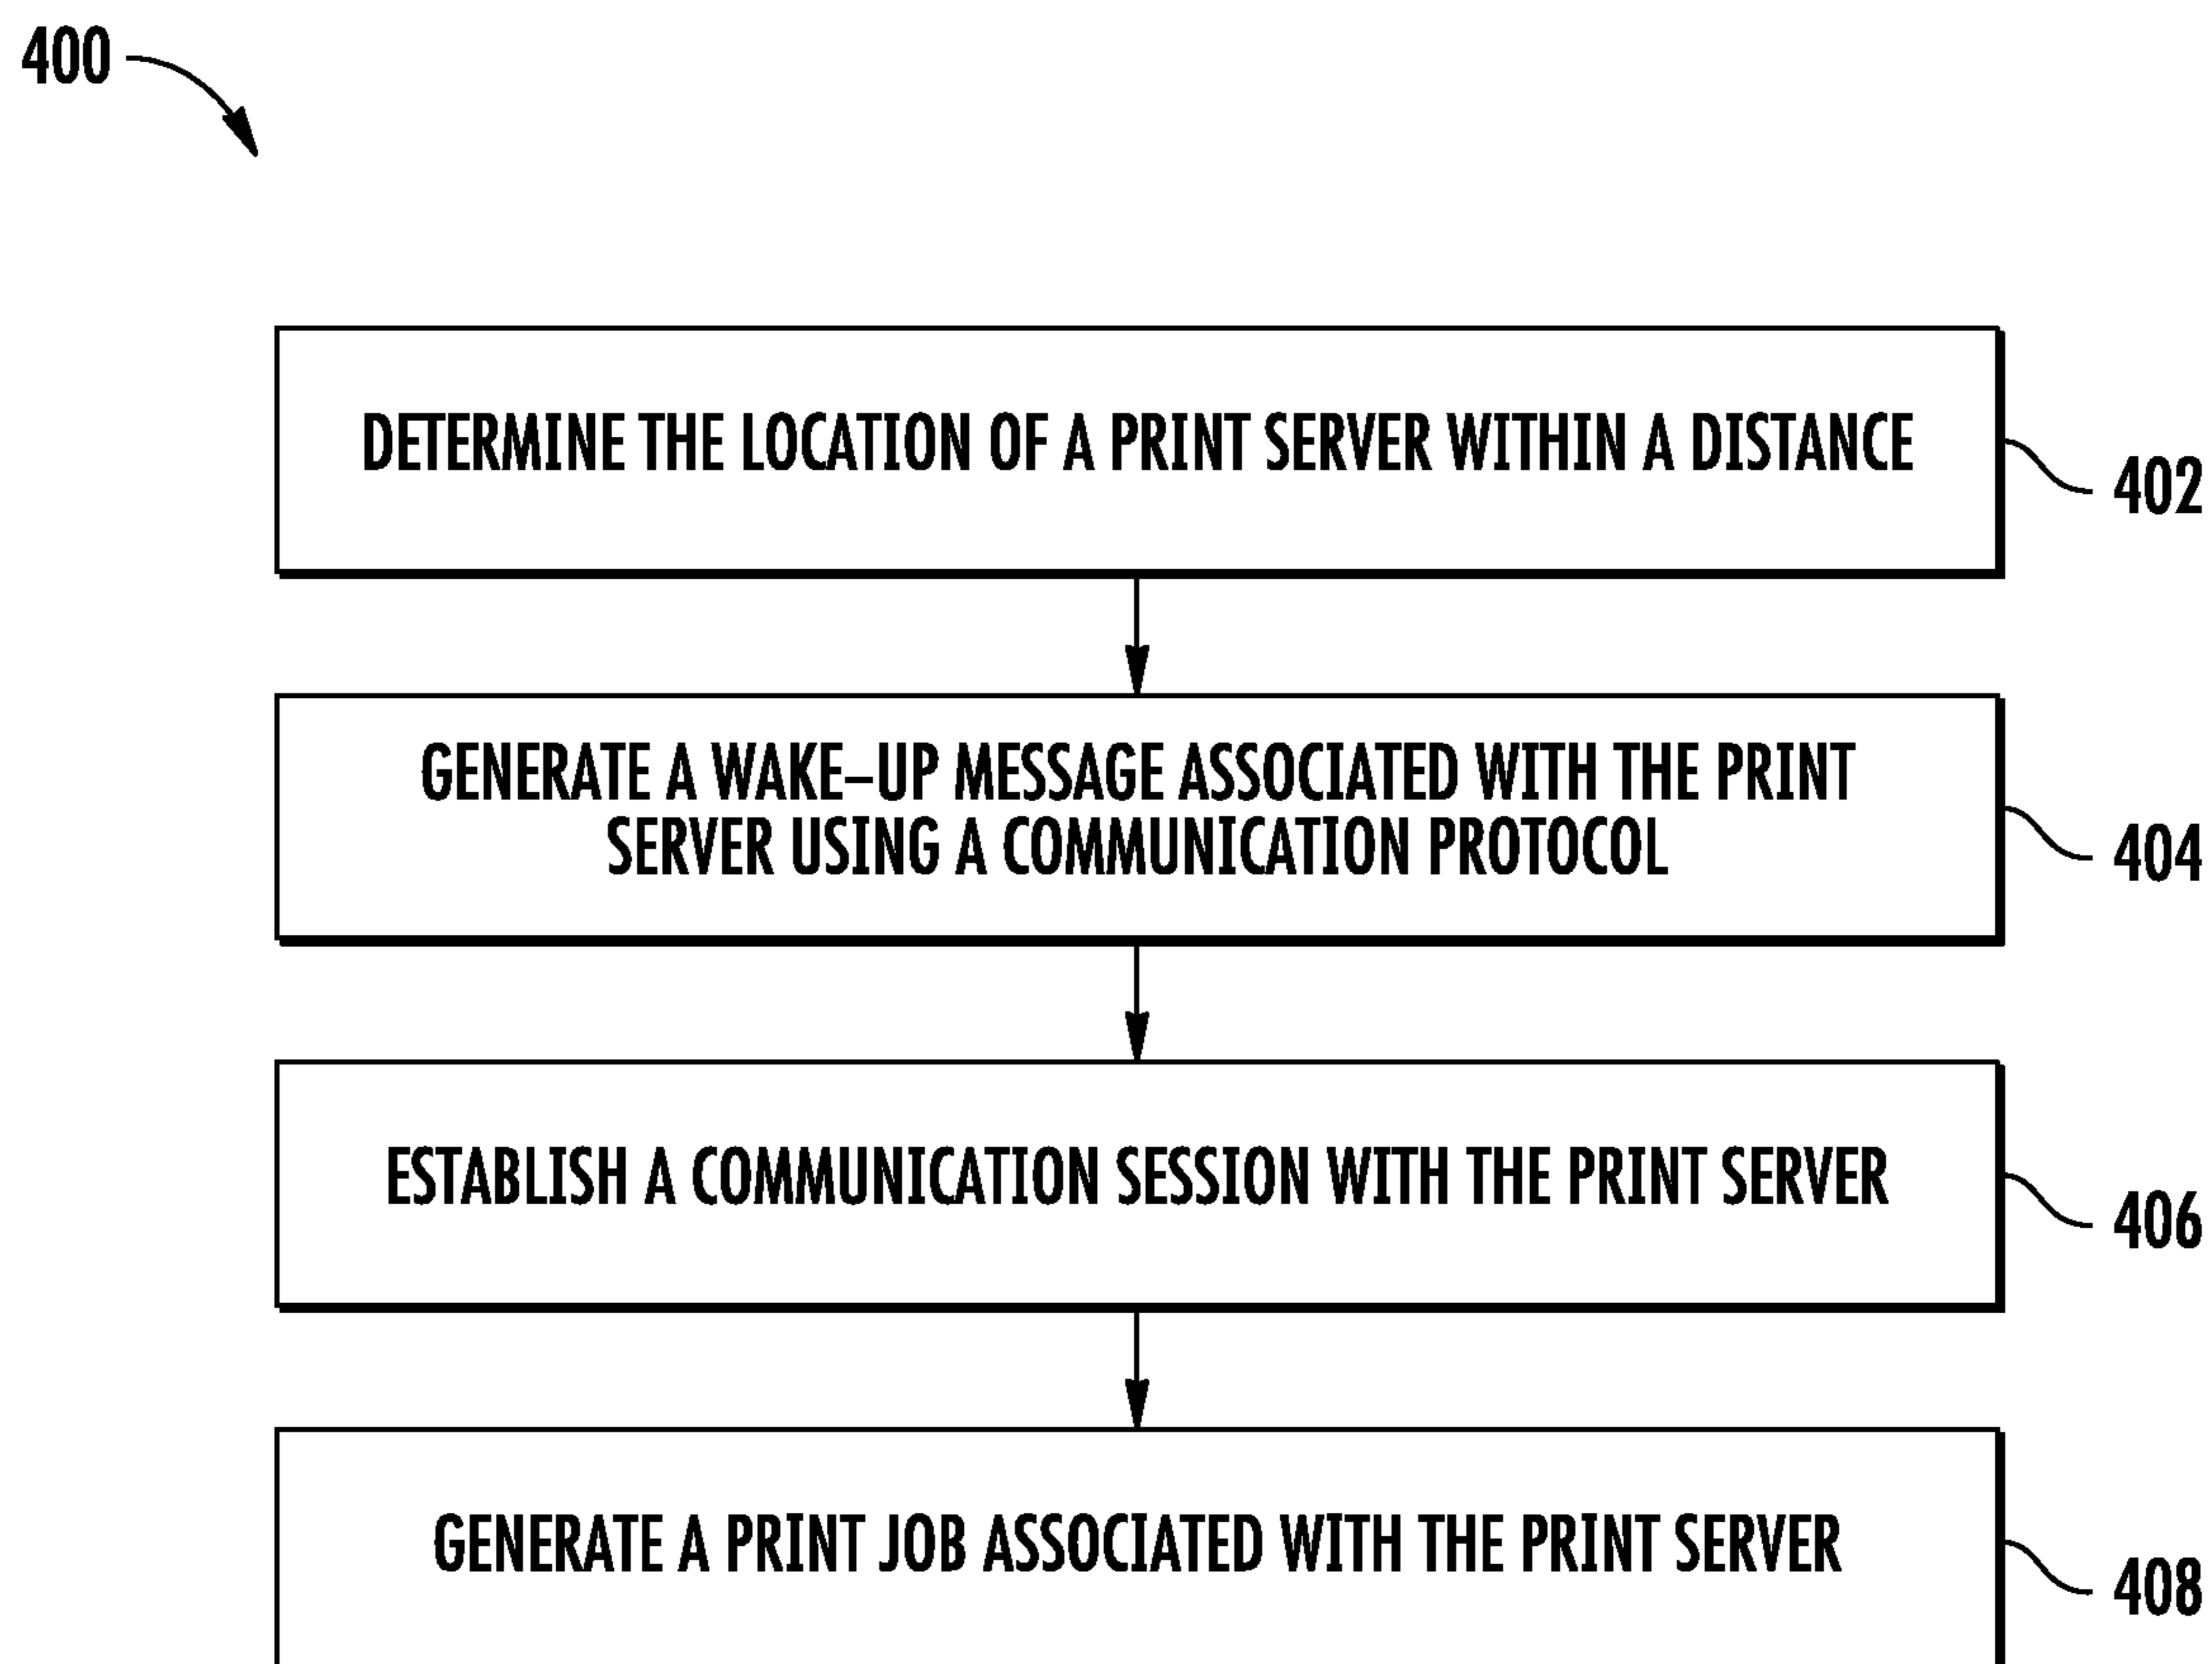 400
DETERMINE THE LOCATION OF A PRINT SERVER WITHIN A DISTANCE
402
GENERATE A WAKE–UP MESSAGE ASSOCIATED WITH THE PRINT
SERVER USING A COMMUNICATION PROTOCOL
404
ESTABLISH A COMMUNICATION SESSION WITH THE PRINT SERVER
406
GENERATE A PRINT JOB ASSOCIATED WITH THE PRINT SERVER
408